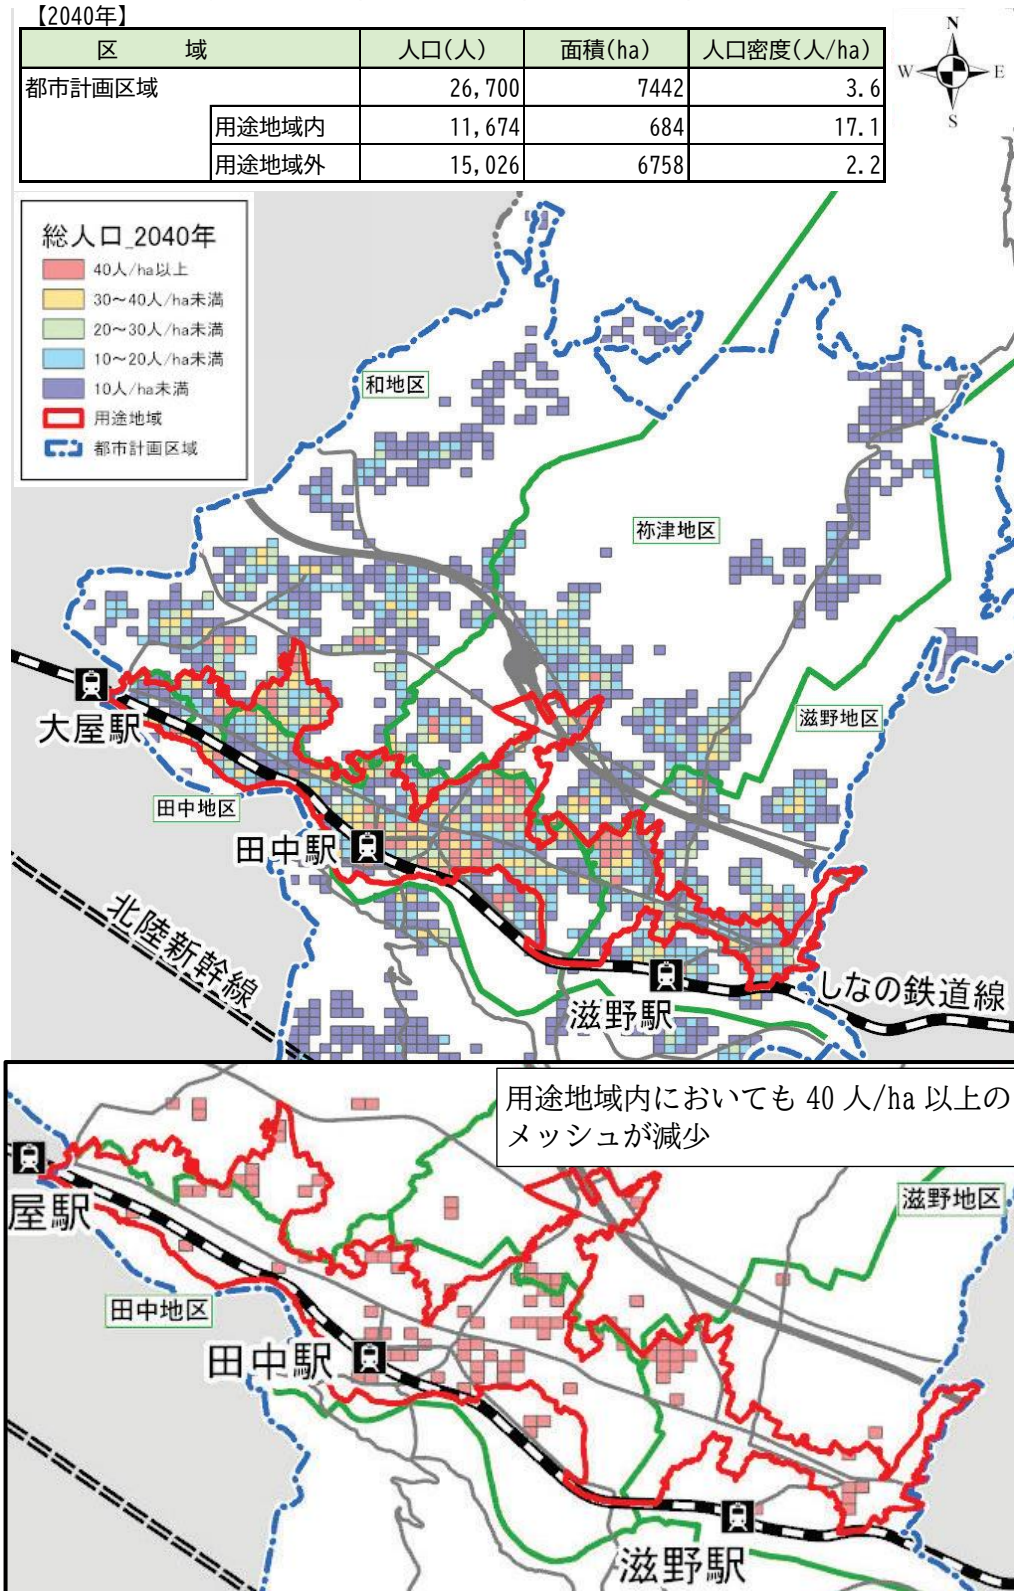 【2040年】
区 域 人口(人) 面積(ha) 人口密度(人/ha)
都市計画区域 26,700 7442 3.6
用途地域内 11,674 684 17.1
用途地域外 15,026 6758 2.2
N
W E
S
総人口_2040年
40人/ha以上
30～40人/ha未満
20～30人/ha未満
10～20人/ha未満
10人/ha未満
用途地域
都市計画区域
和地区
祢津地区
滋野地区
大屋駅
田中地区
田中駅
北陸新幹線
滋野駅
しなの鉄道線
用途地域内においても 40 人/ha 以上の
メッシュが減少
屋駅
滋野地区
田中地区
田中駅
滋野駅